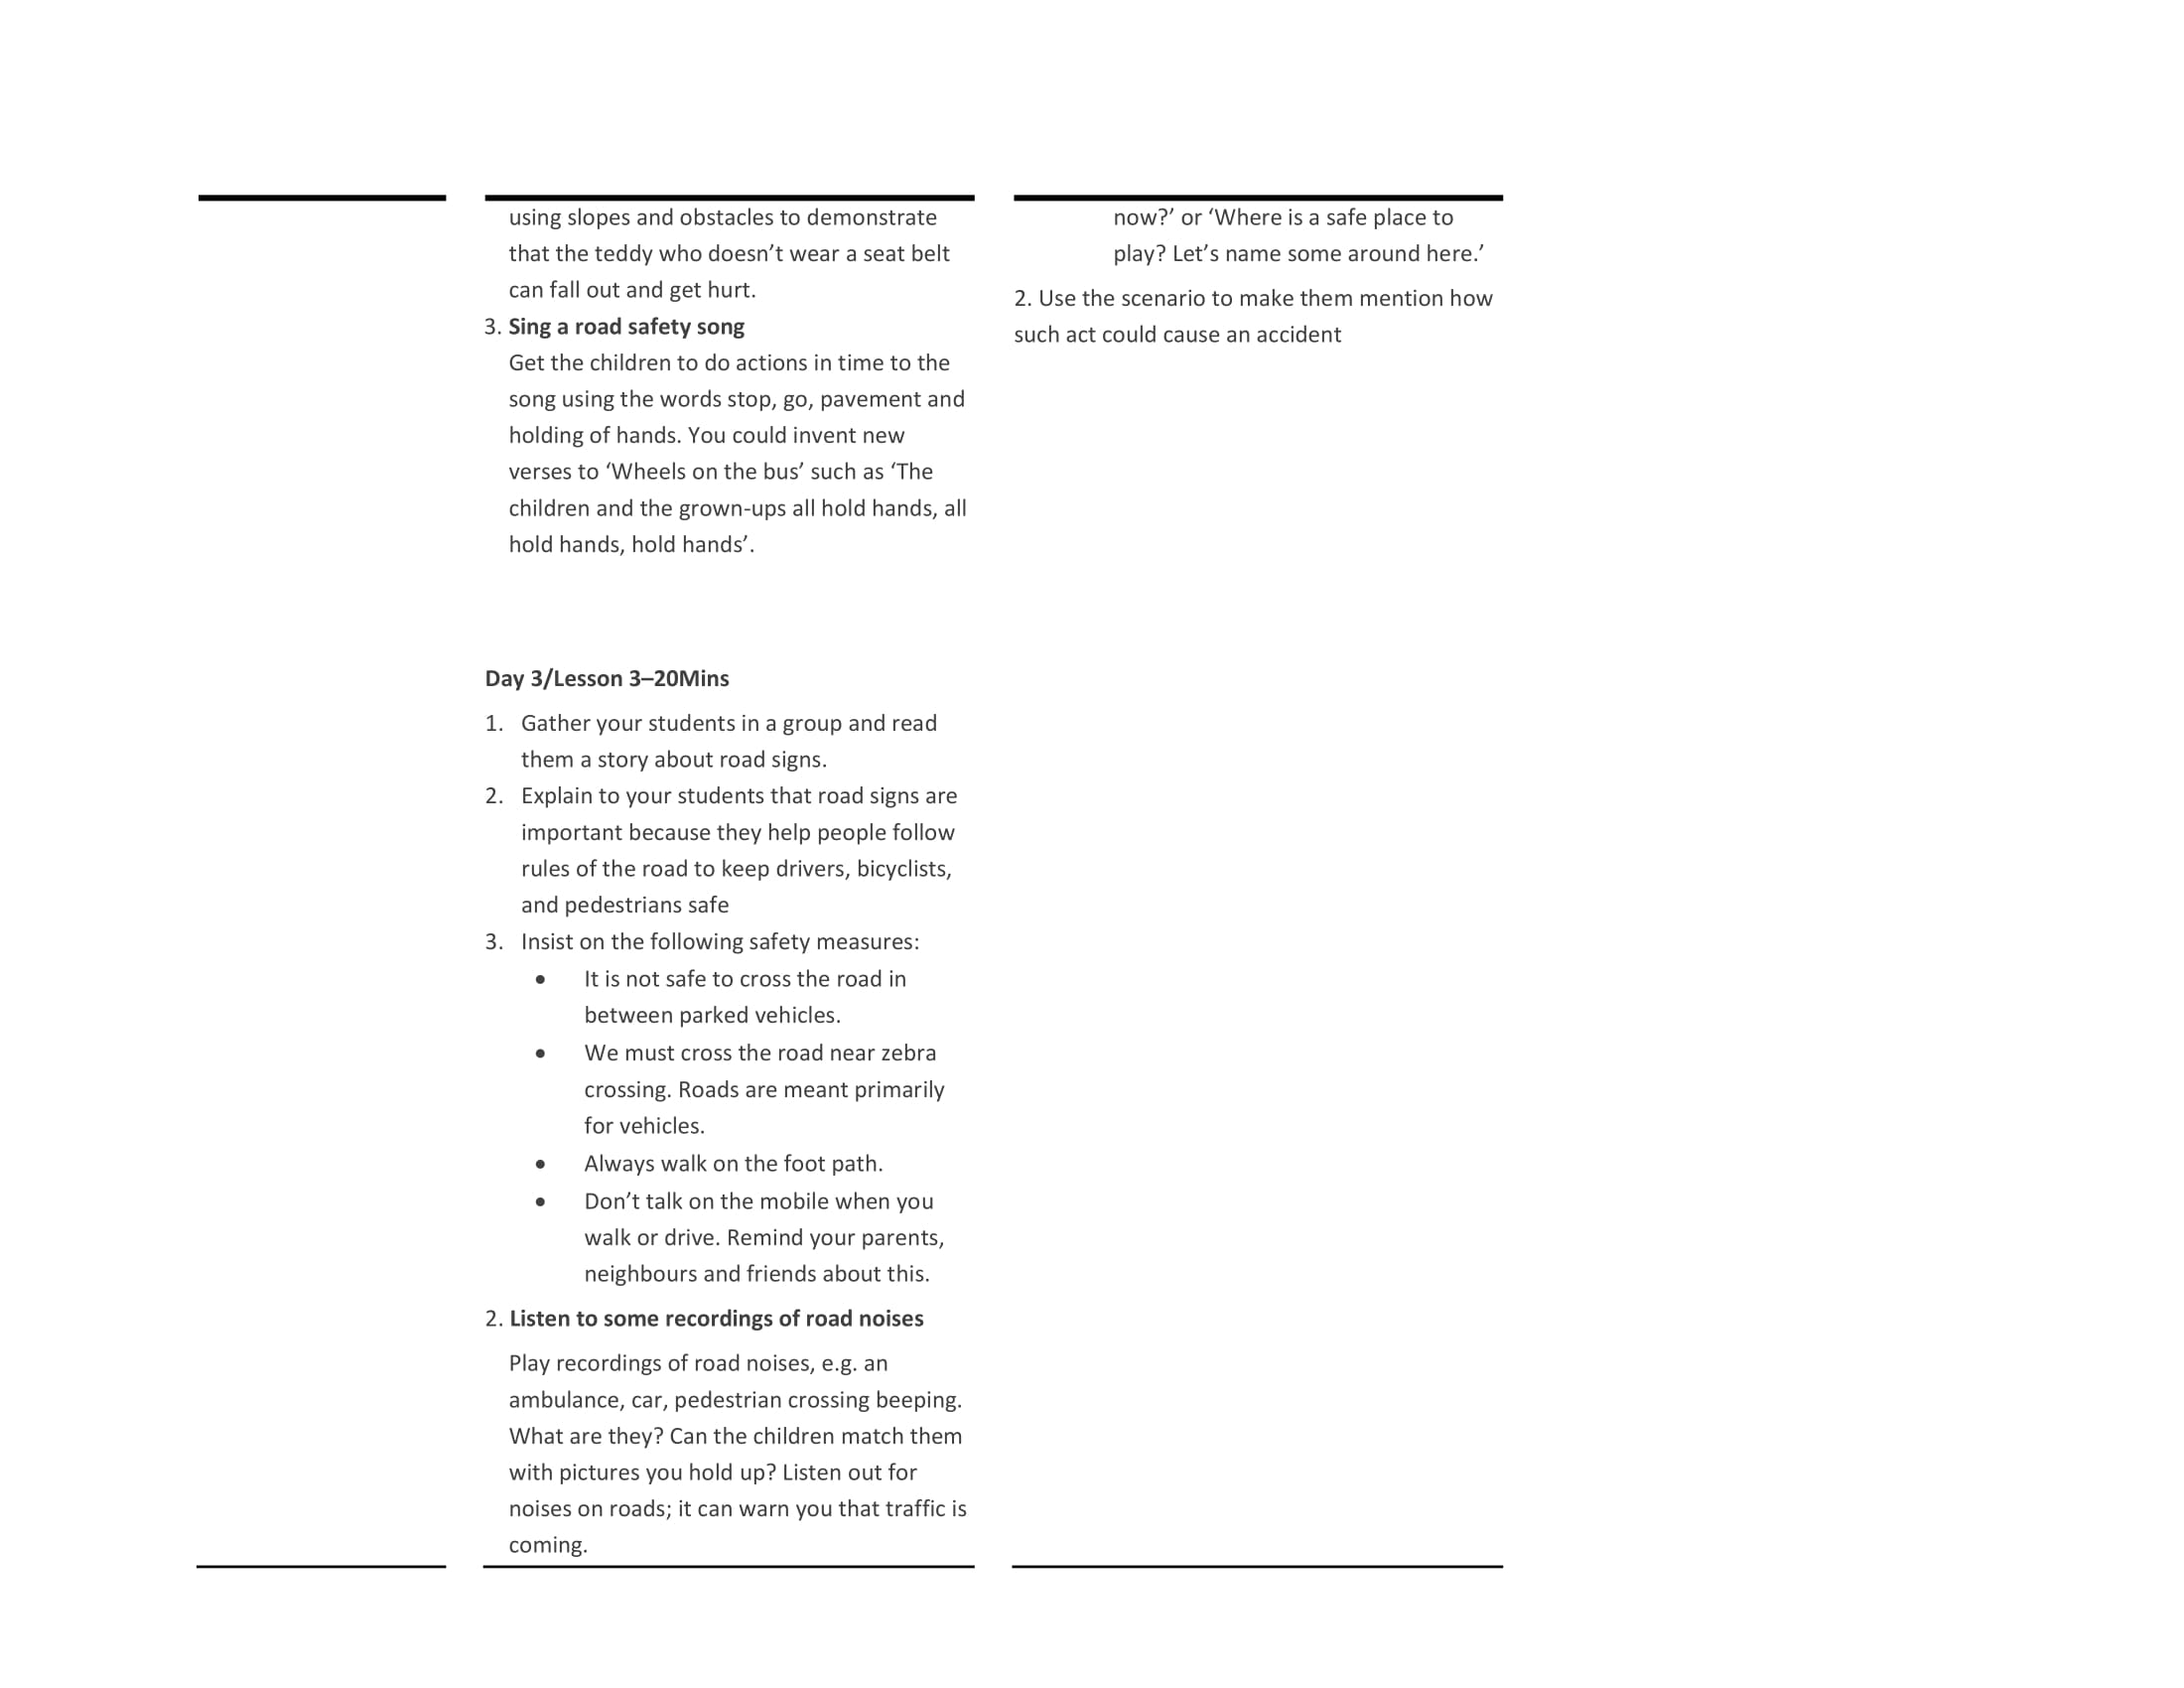 using slopes and obstacles to demonstrate
that the teddy who doesn’t wear a seat belt
can fall out and get hurt.
3. Sing a road safety song
Get the children to do actions in time to the
song using the words stop, go, pavement and
holding of hands. You could invent new
verses to ‘Wheels on the bus’ such as ‘The
children and the grown-ups all hold hands, all
hold hands, hold hands’.
Day 3/Lesson 3–20Mins
1. Gather your students in a group and read
them a story about road signs.
2. Explain to your students that road signs are
important because they help people follow
rules of the road to keep drivers, bicyclists,
and pedestrians safe
3. Insist on the following safety measures:
• It is not safe to cross the road in
between parked vehicles.
• We must cross the road near zebra
crossing. Roads are meant primarily
for vehicles.
• Always walk on the foot path.
• Don’t talk on the mobile when you
walk or drive. Remind your parents,
neighbours and friends about this.
2. Listen to some recordings of road noises
Play recordings of road noises, e.g. an
ambulance, car, pedestrian crossing beeping.
What are they? Can the children match them
with pictures you hold up? Listen out for
noises on roads; it can warn you that traffic is
coming.
now?’ or ‘Where is a safe place to
play? Let’s name some around here.’
2. Use the scenario to make them mention how
such act could cause an accident